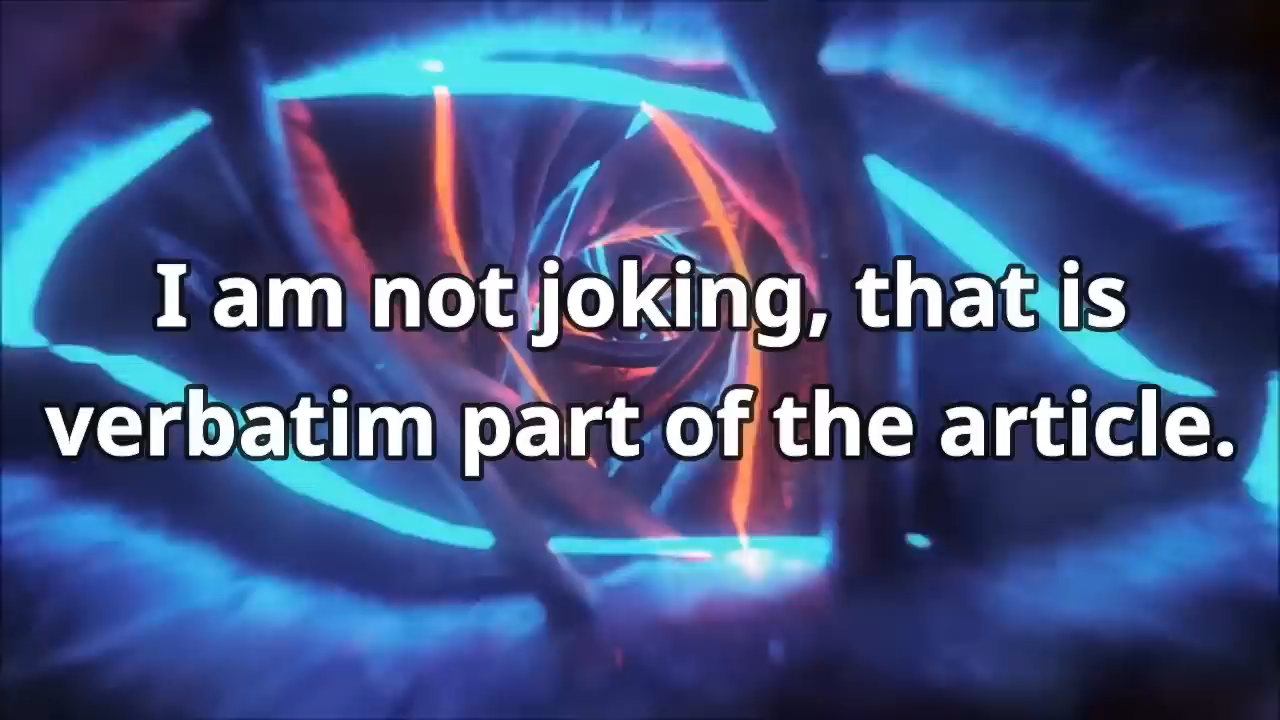 I am not joking, that is
verbatim part of the article.